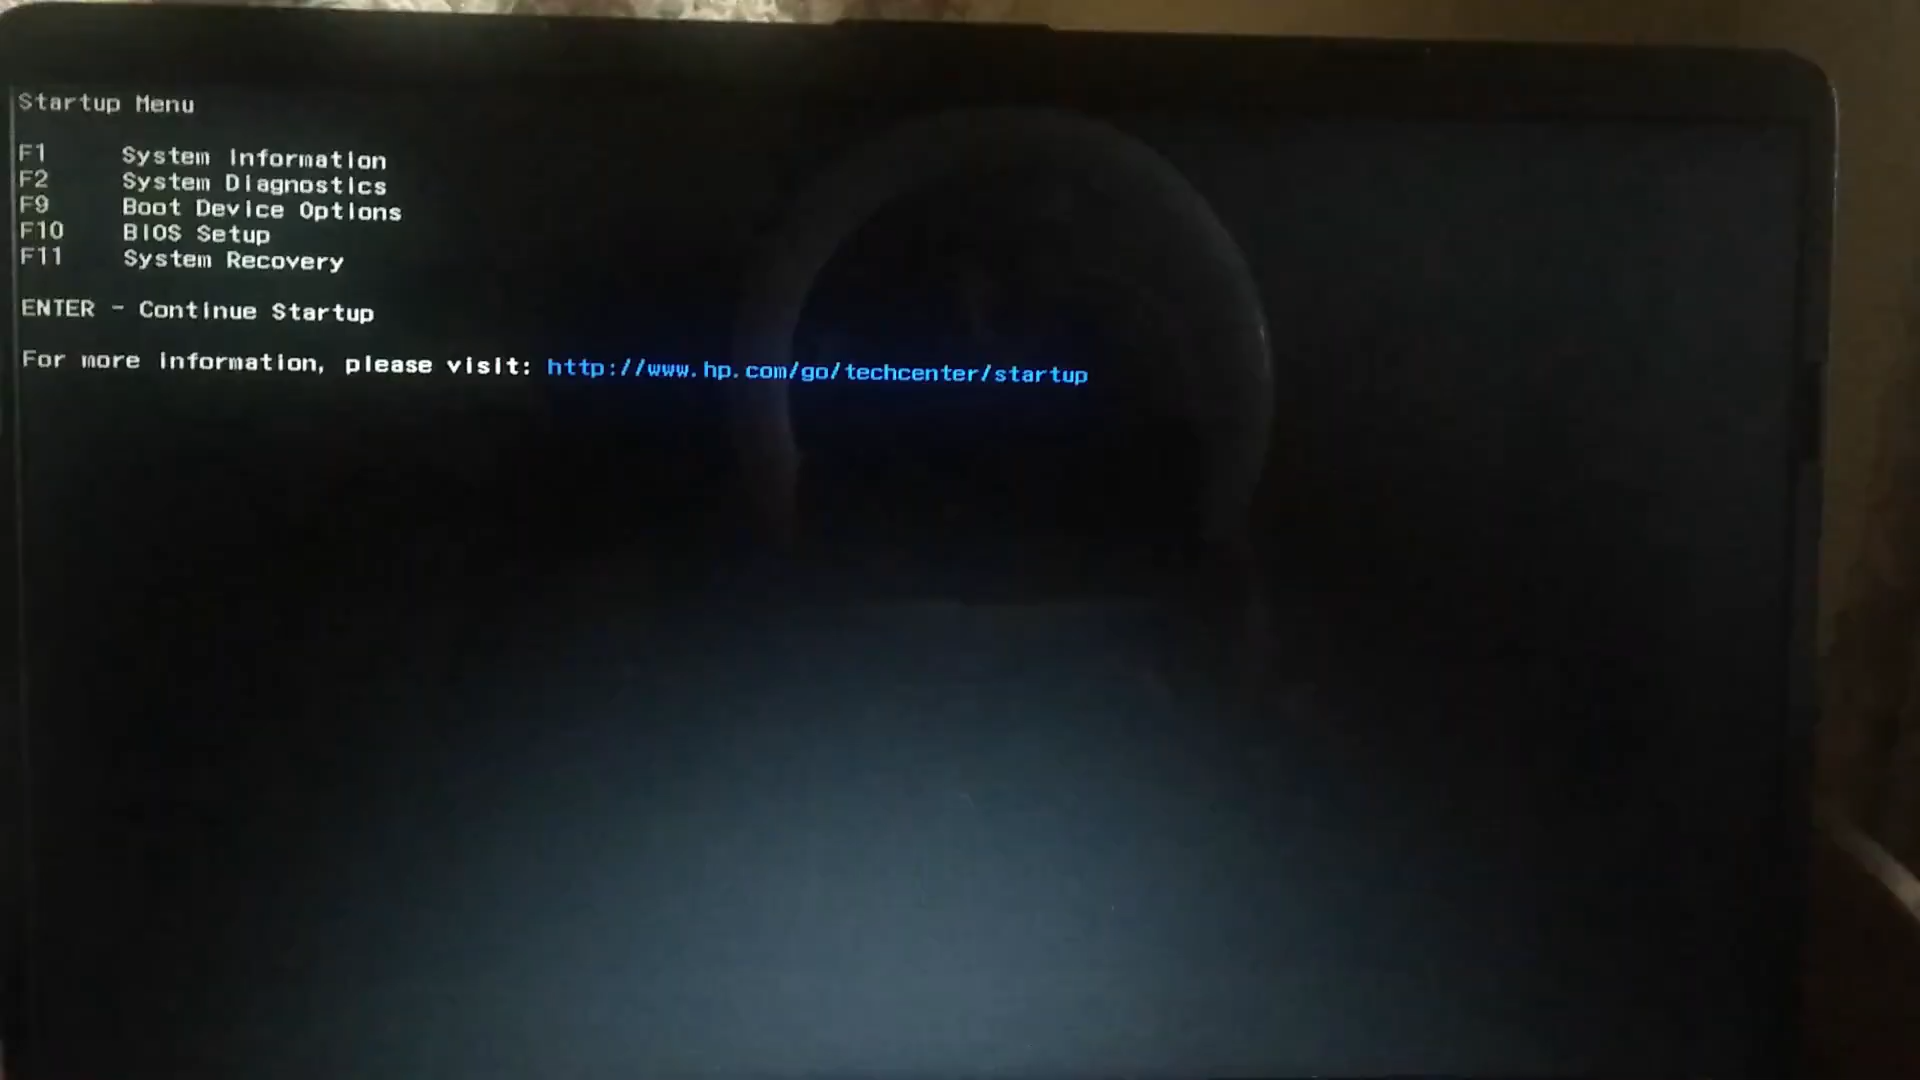 Startup Menu
F1 System Information
F2 System Diagnostics
F9 Boot Device Options
F10 BIOS Setup
F11 System Recovery
ENTER - Continue Startup
For more information, please visit: http://www.hp.com/go/techcenter/startup